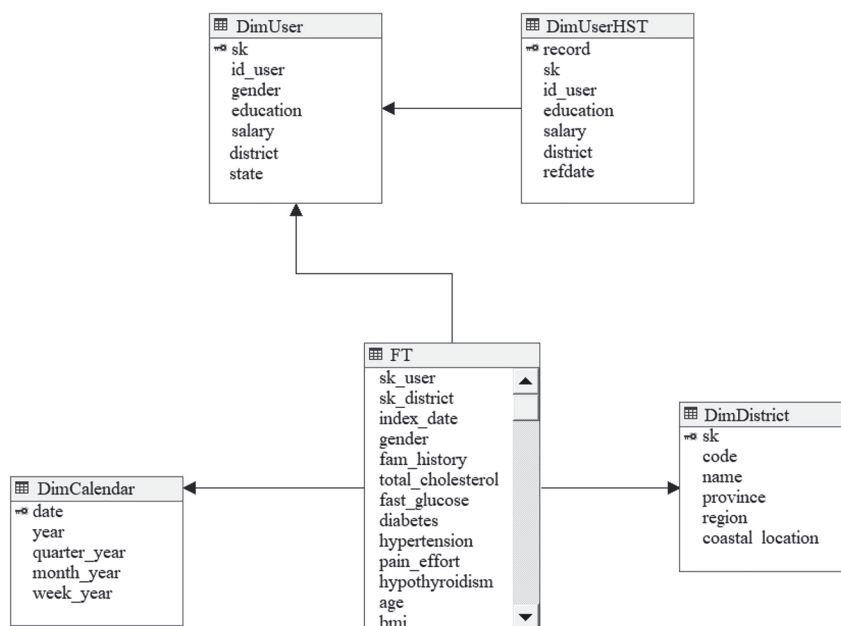 DimUser
sk
id_user
gender
education
salary
district
state
DimUserHST
record
sk
id_user
education
salary
district
refdate
FT
sk_user
sk_district
index_date
gender
fam_history
total_cholesterol
fast_glucose
diabetes
hypertension
pain_effort
hypothyroidism
age
bmi
DimCalendar
date
year
quarter_year
month_year
week_year
DimDistrict
sk
code
name
province
region
coastal_location